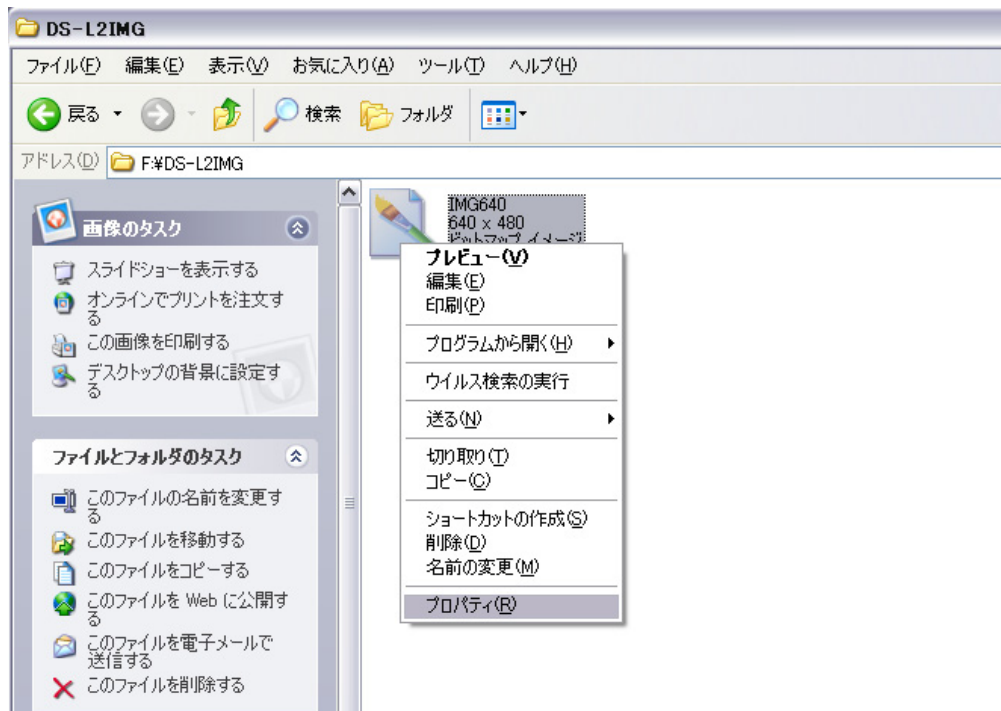 DS-L2IMG
ファイル(F) 編集(E) 表示(V) お気に入り(A) ツール(T) ヘルプ(H)
戻る 検索 フォルダ
アドレス(D) F:¥DS-L2IMG
画像のタスク
スライドショーを表示する
オンラインでプリントを注文す
る
この画像を印刷する
デスクトップの背景に設定す
る
ファイルとフォルダのタスク
このファイルの名前を変更す
る
このファイルを移動する
このファイルをコピーする
このファイルを Web に公開す
る
このファイルを電子メールで
送信する
このファイルを削除する
IMG640
640 x 480
ビットマップ イメージ
プレビュー(V)
編集(E)
印刷(P)
プログラムから開く(H)
ウイルス検索の実行
送る(N)
切り取り(T)
コピー(C)
ショートカットの作成(S)
削除(D)
名前の変更(M)
プロパティ(R)